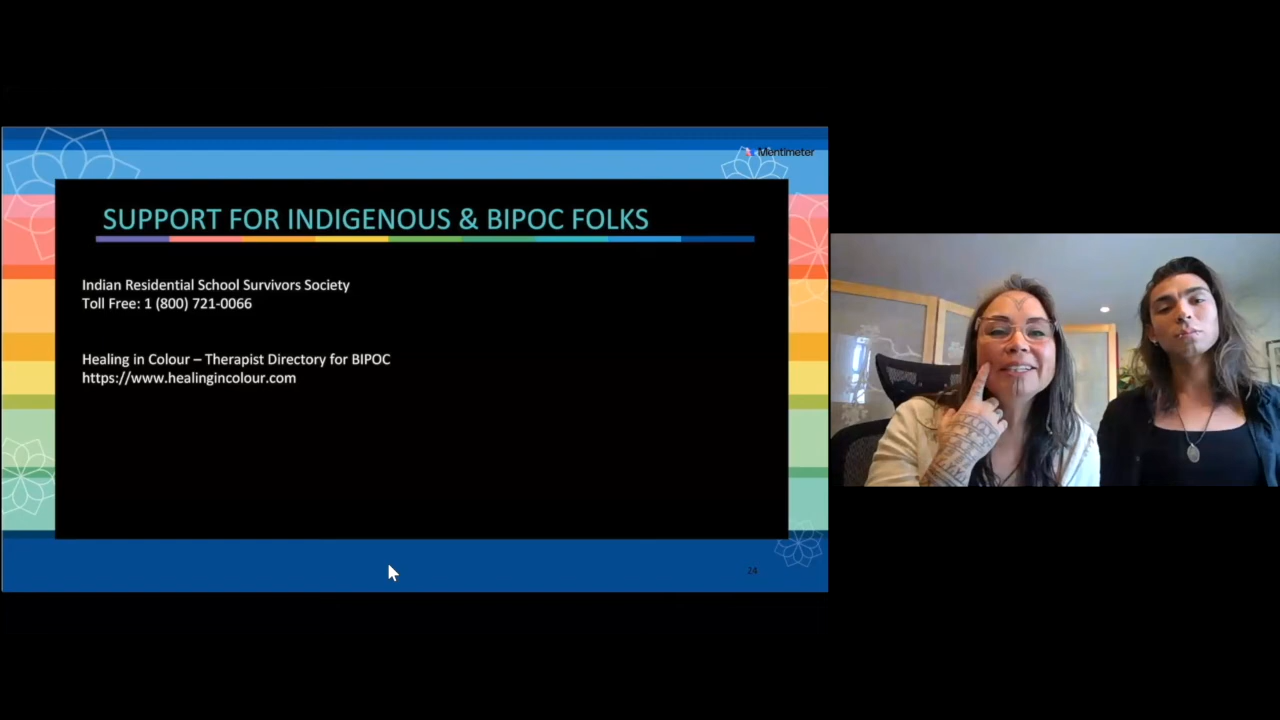 Mentimeter
SUPPORT FOR INDIGENOUS & BIPOC FOLKS
Indian Residential School Survivors Society
Toll Free: 1 (800) 721-0066
Healing in Colour – Therapist Directory for BIPOC
https://www.healingincolour.com
24